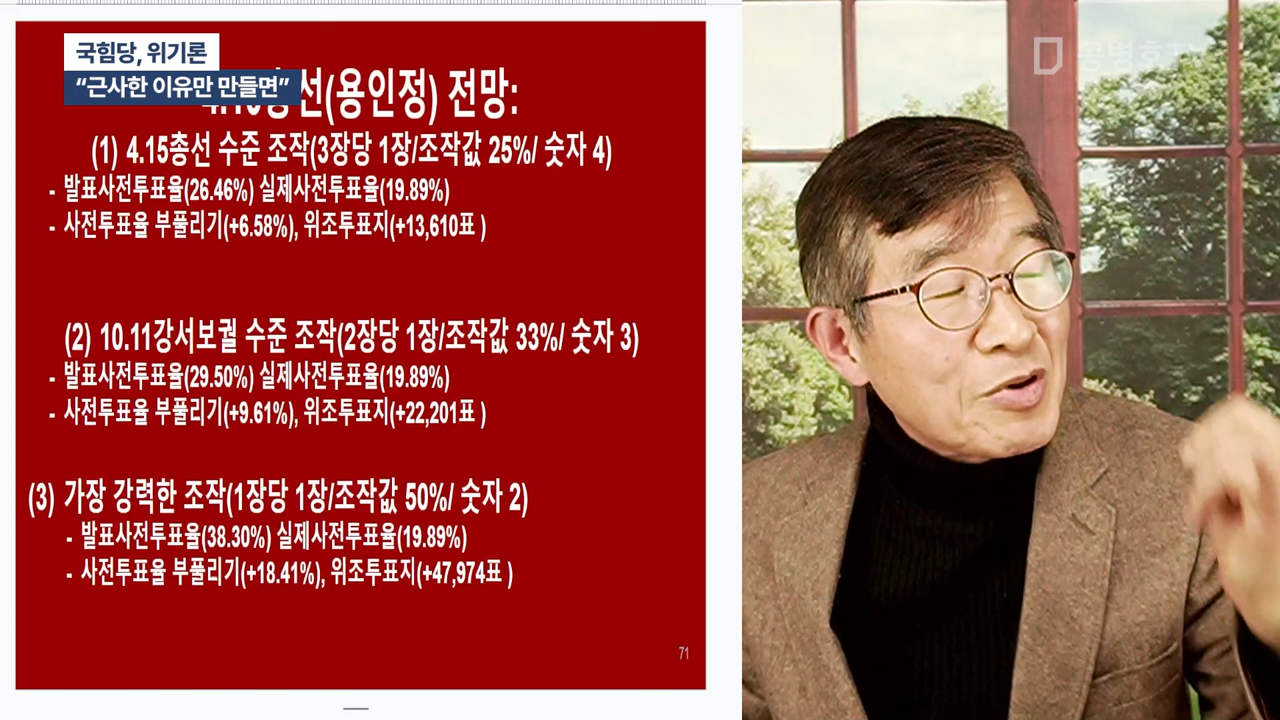 국힘당, 위기론
“근사한 이유만 만들면”
선(용인정) 전망:
(1) 4.15총선 수준 조작(3장당 1장/조작값 25%/ 숫자 4)
- 발표사전투표율(26.46%) 실제사전투표율(19.89%)
- 사전투표율 부풀리기(+6.58%), 위조투표지(+13,610표 )
(2) 10.11강서보궐 수준 조작(2장당 1장/조작값 33%/ 숫자 3)
- 발표사전투표율(29.50%) 실제사전투표율(19.89%)
- 사전투표율 부풀리기(+9.61%), 위조투표지(+22,201표 )
(3) 가장 강력한 조작(1장당 1장/조작값 50%/ 숫자 2)
- 발표사전투표율(38.30%) 실제사전투표율(19.89%)
- 사전투표율 부풀리기(+18.41%), 위조투표지(+47,974표 )
71
공병호TV